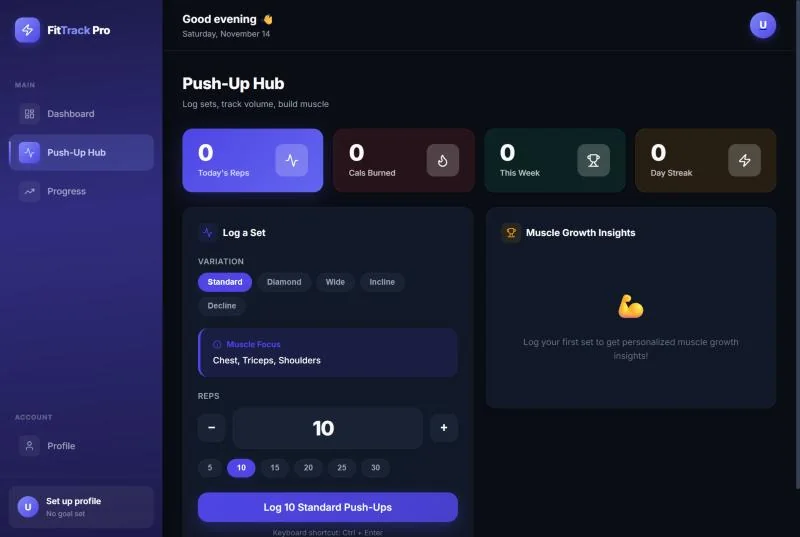 FitTrack Pro
MAIN
Dashboard
Push-Up Hub
Progress
ACCOUNT
Profile
U
Set up profile
No goal set
Good evening 👋
Saturday, November 14
U
Push-Up Hub
Log sets, track volume, build muscle
0
Today's Reps
0
Cals Burned
0
This Week
0
Day Streak
Log a Set
VARIATION
Standard
Diamond
Wide
Incline
Decline
Muscle Focus
Chest, Triceps, Shoulders
REPS
−
10
+
5
10
15
20
25
30
Log 10 Standard Push-Ups
Keyboard shortcut: Ctrl + Enter
Muscle Growth Insights
💪
Log your first set to get personalized muscle growth
insights!